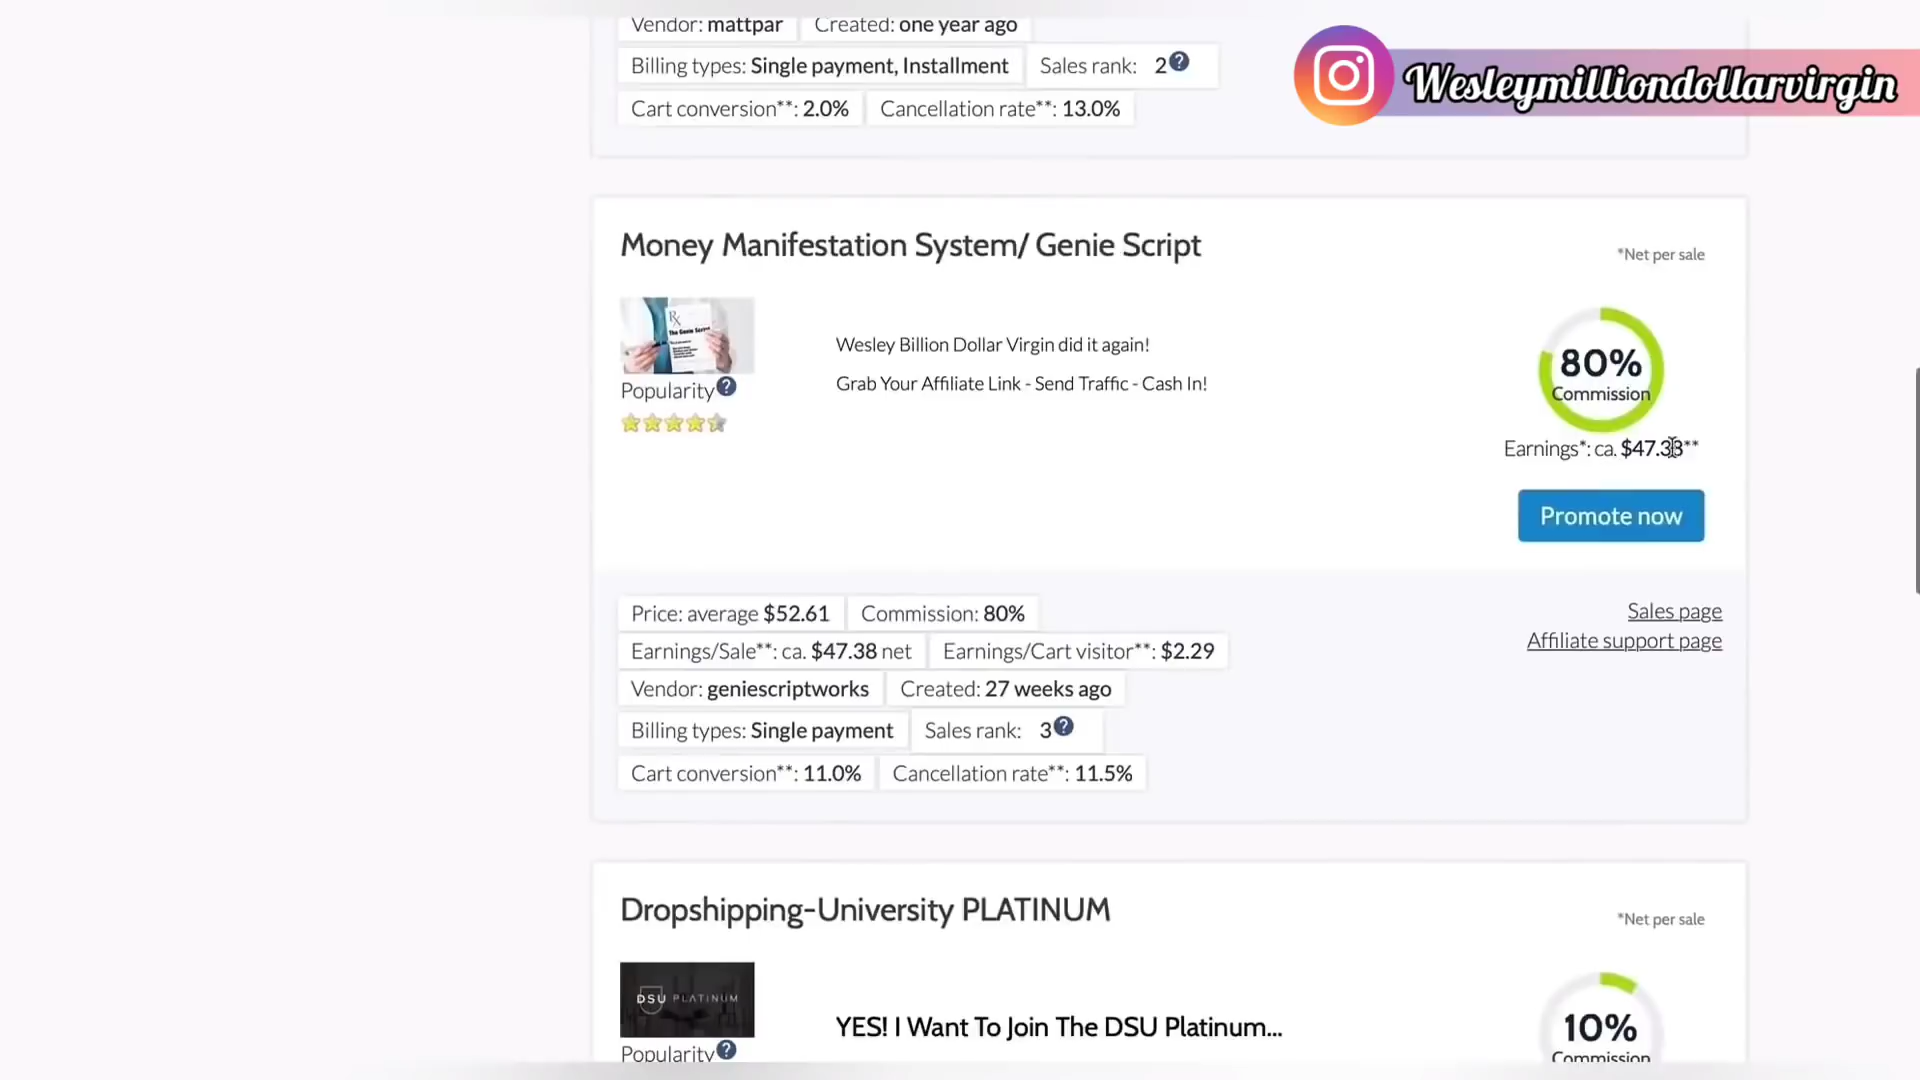 Vendor: mattpar Created: one year ago
Billing types: Single payment, Installment Sales rank: 2 ?
Cart conversion**: 2.0% Cancellation rate**: 13.0%
Wesleymilliondollarvirgin
Money Manifestation System/ Genie Script
*Net per sale
Rx
The Genie Script
Popularity ?
Wesley Billion Dollar Virgin did it again!
Grab Your Affiliate Link - Send Traffic - Cash In!
80%
Commission
Earnings*: ca. $47.38**
Promote now
Price: average $52.61 Commission: 80%
Earnings/Sale**: ca. $47.38 net Earnings/Cart visitor**: $2.29
Vendor: geniescriptworks Created: 27 weeks ago
Billing types: Single payment Sales rank: 3 ?
Cart conversion**: 11.0% Cancellation rate**: 11.5%
Sales page
Affiliate support page
Dropshipping-University PLATINUM
*Net per sale
DSU PLATINUM
Popularity ?
YES! I Want To Join The DSU Platinum...
10%
Commission